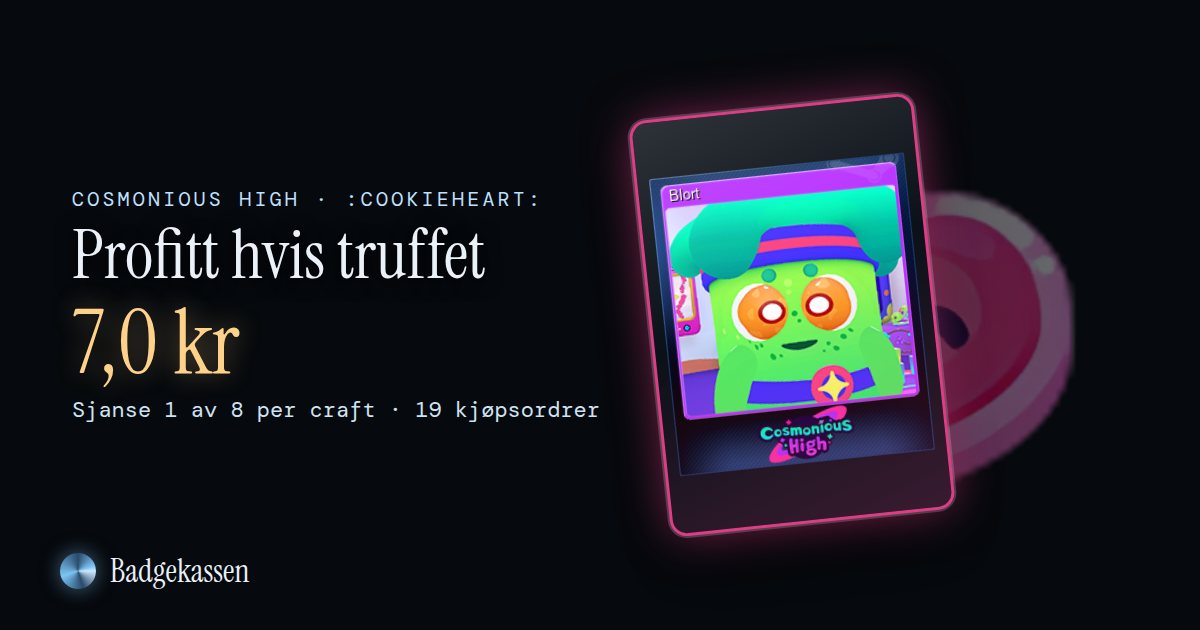 COSMONIOUS HIGH · :COOKIEHEART:
Profitt hvis truffet
7,0 kr
Sjanse 1 av 8 per craft · 19 kjøpsordrer
Blort
Cosmonious
High
Badgekassen